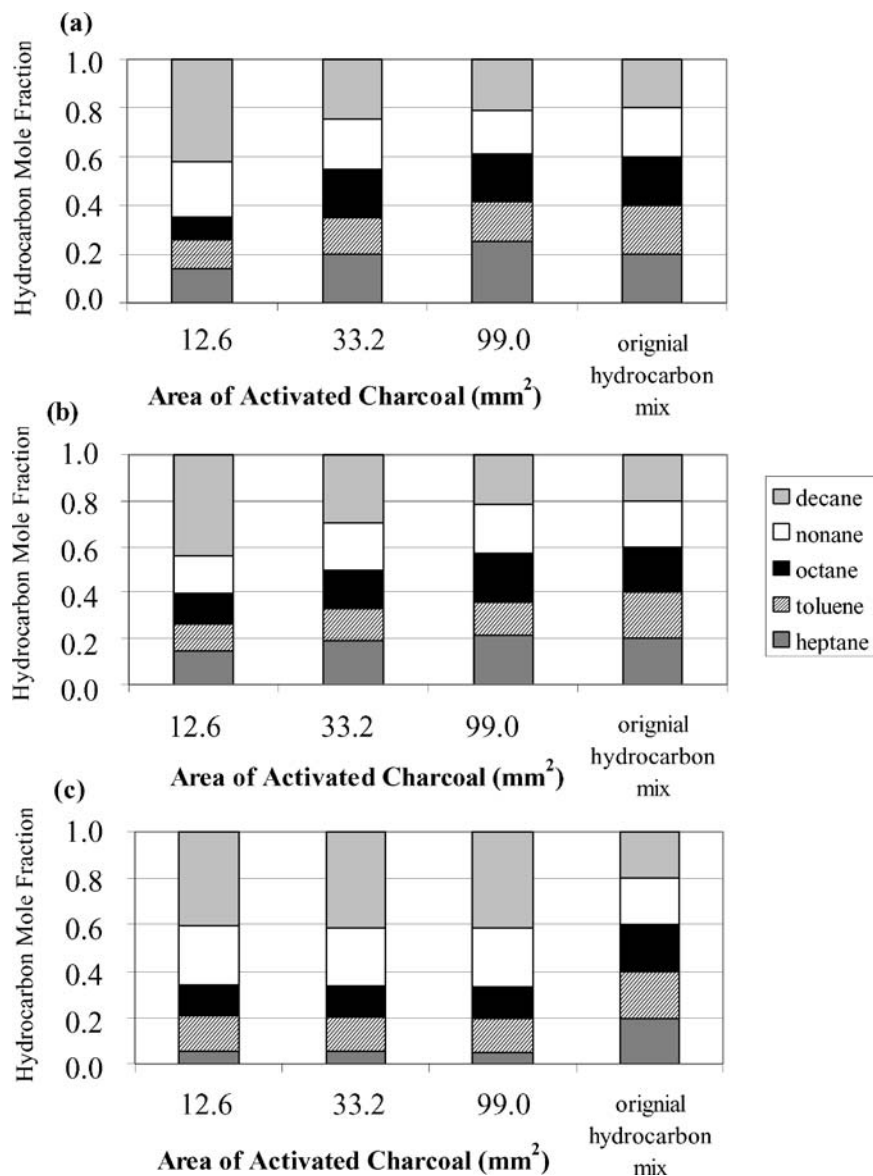 (a)
Hydrocarbon Mole Fraction
1.0
0.8
0.6
0.4
0.2
0.0
12.6 33.2 99.0 orignial
hydrocarbon
mix
Area of Activated Charcoal (mm²)
(b)
Hydrocarbon Mole Fraction
1.0
0.8
0.6
0.4
0.2
0.0
12.6 33.2 99.0 orignial
hydrocarbon
mix
Area of Activated Charcoal (mm²)
decane
nonane
octane
toluene
heptane
(c)
Hydrocarbon Mole Fraction
1.0
0.8
0.6
0.4
0.2
0.0
12.6 33.2 99.0 orignial
hydrocarbon
mix
Area of Activated Charcoal (mm²)